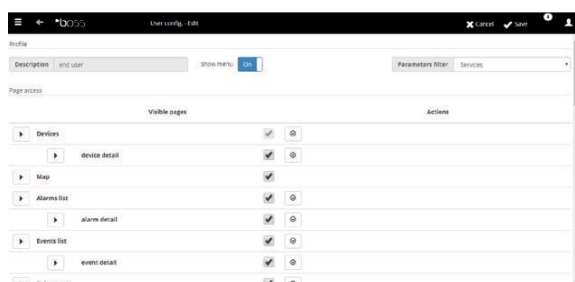 boss User config. - Edit Cancel Save
Profile
Description end user Show menu On Parameters filter Services
Page access
Visible pages Actions
Devices
device detail
Map
Alarms list
alarm detail
Events list
event detail